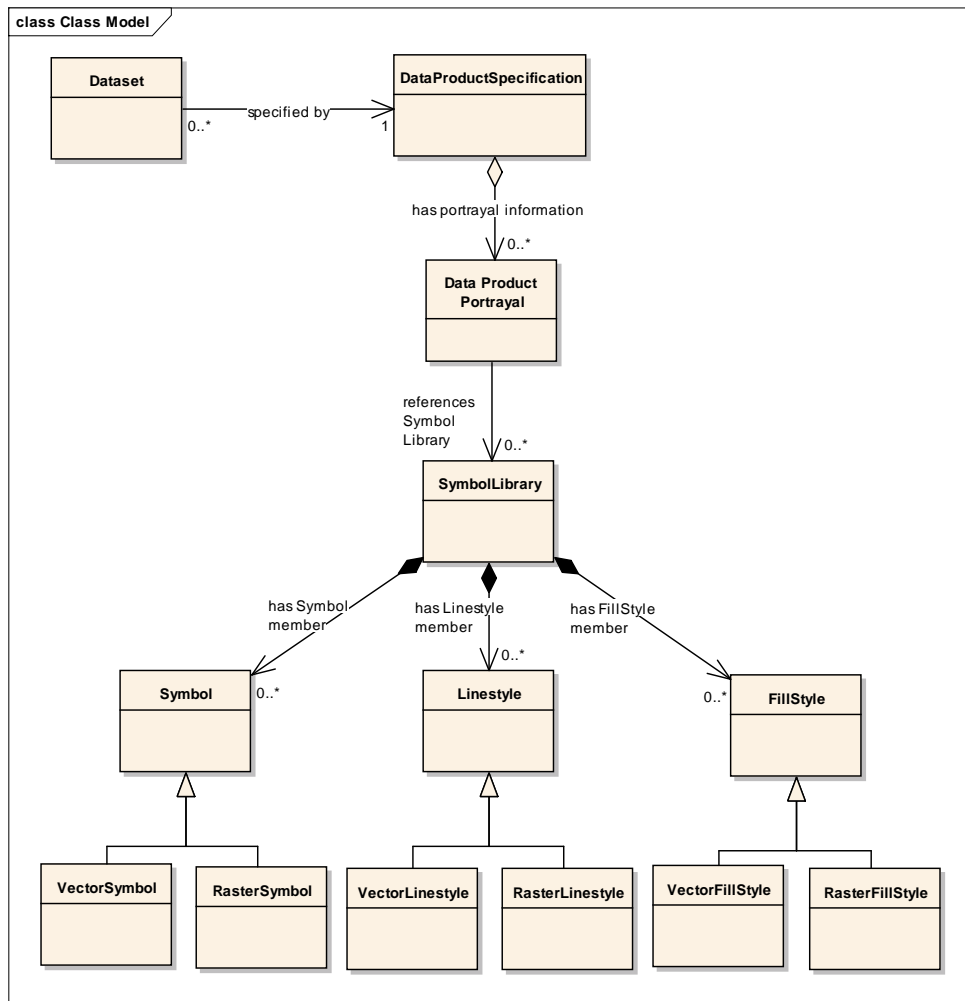 class Class Model
Dataset
DataProductSpecification
specified by
0..*
1
has portrayal information
0..*
Data Product
Portrayal
references
Symbol
Library
0..*
SymbolLibrary
has Symbol
member
has Linestyle
member
has FillStyle
member
0..*
0..*
0..*
Symbol
Linestyle
FillStyle
VectorSymbol
RasterSymbol
VectorLinestyle
RasterLinestyle
VectorFillStyle
RasterFillStyle